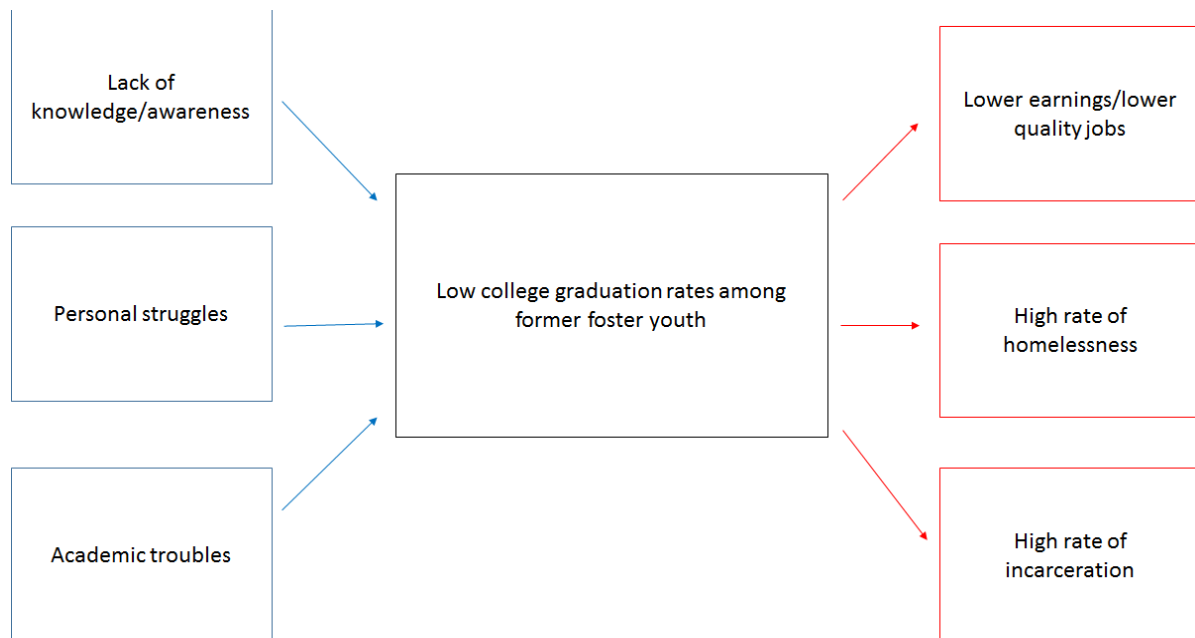 Lack of
knowledge/awareness
Personal struggles
Academic troubles
Low college graduation rates among
former foster youth
Lower earnings/lower
quality jobs
High rate of
homelessness
High rate of
incarceration